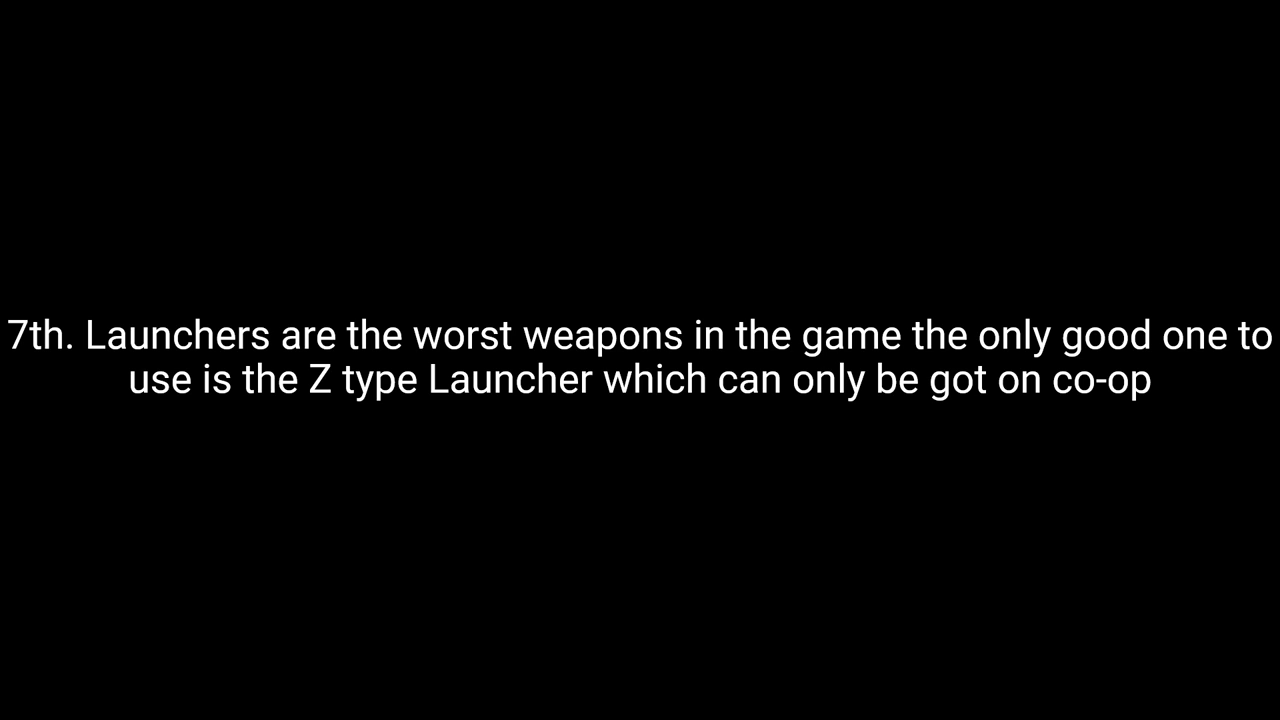 7th. Launchers are the worst weapons in the game the only good one to
use is the Z type Launcher which can only be got on co-op